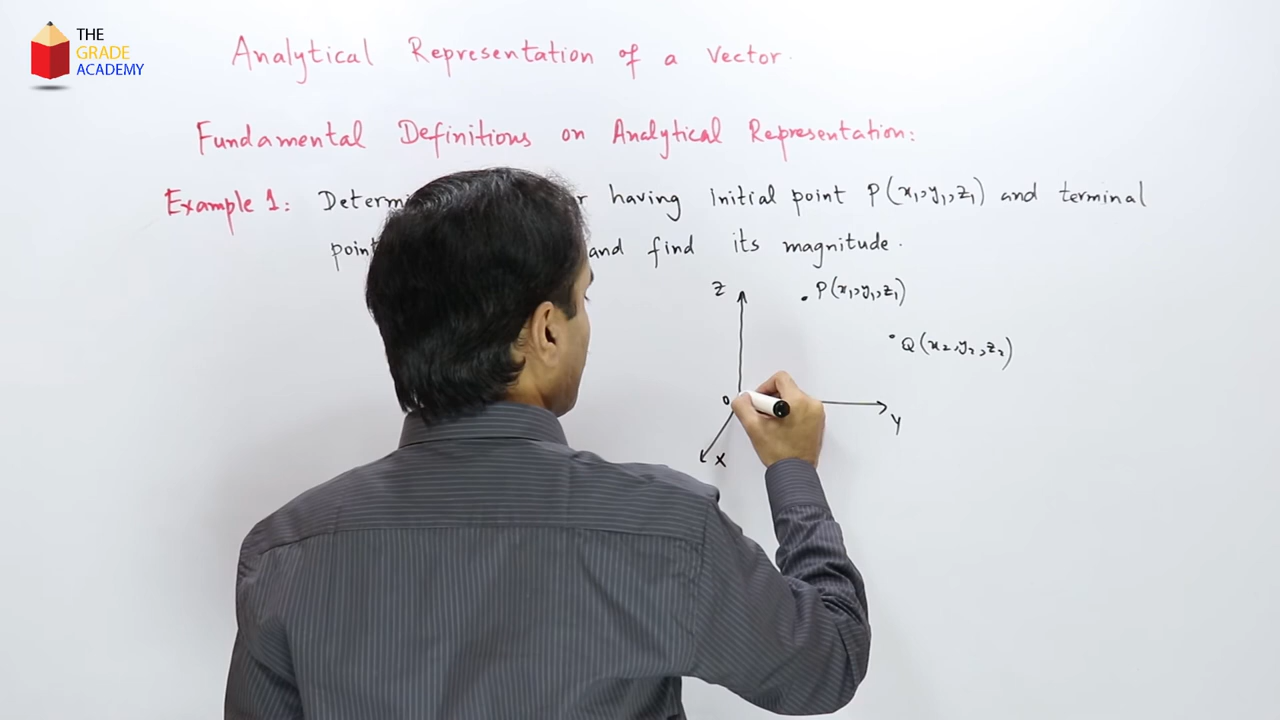 THE
GRADE
ACADEMY
Analytical Representation of a Vector.
Fundamental Definitions on Analytical Representation:
Example 1: Determi r having initial point P(x₁,y₁,z₁) and terminal
point and find its magnitude.
Z
P(x₁,y₁,z₁)
Q(x₂,y₂,z₂)
O
Y
X